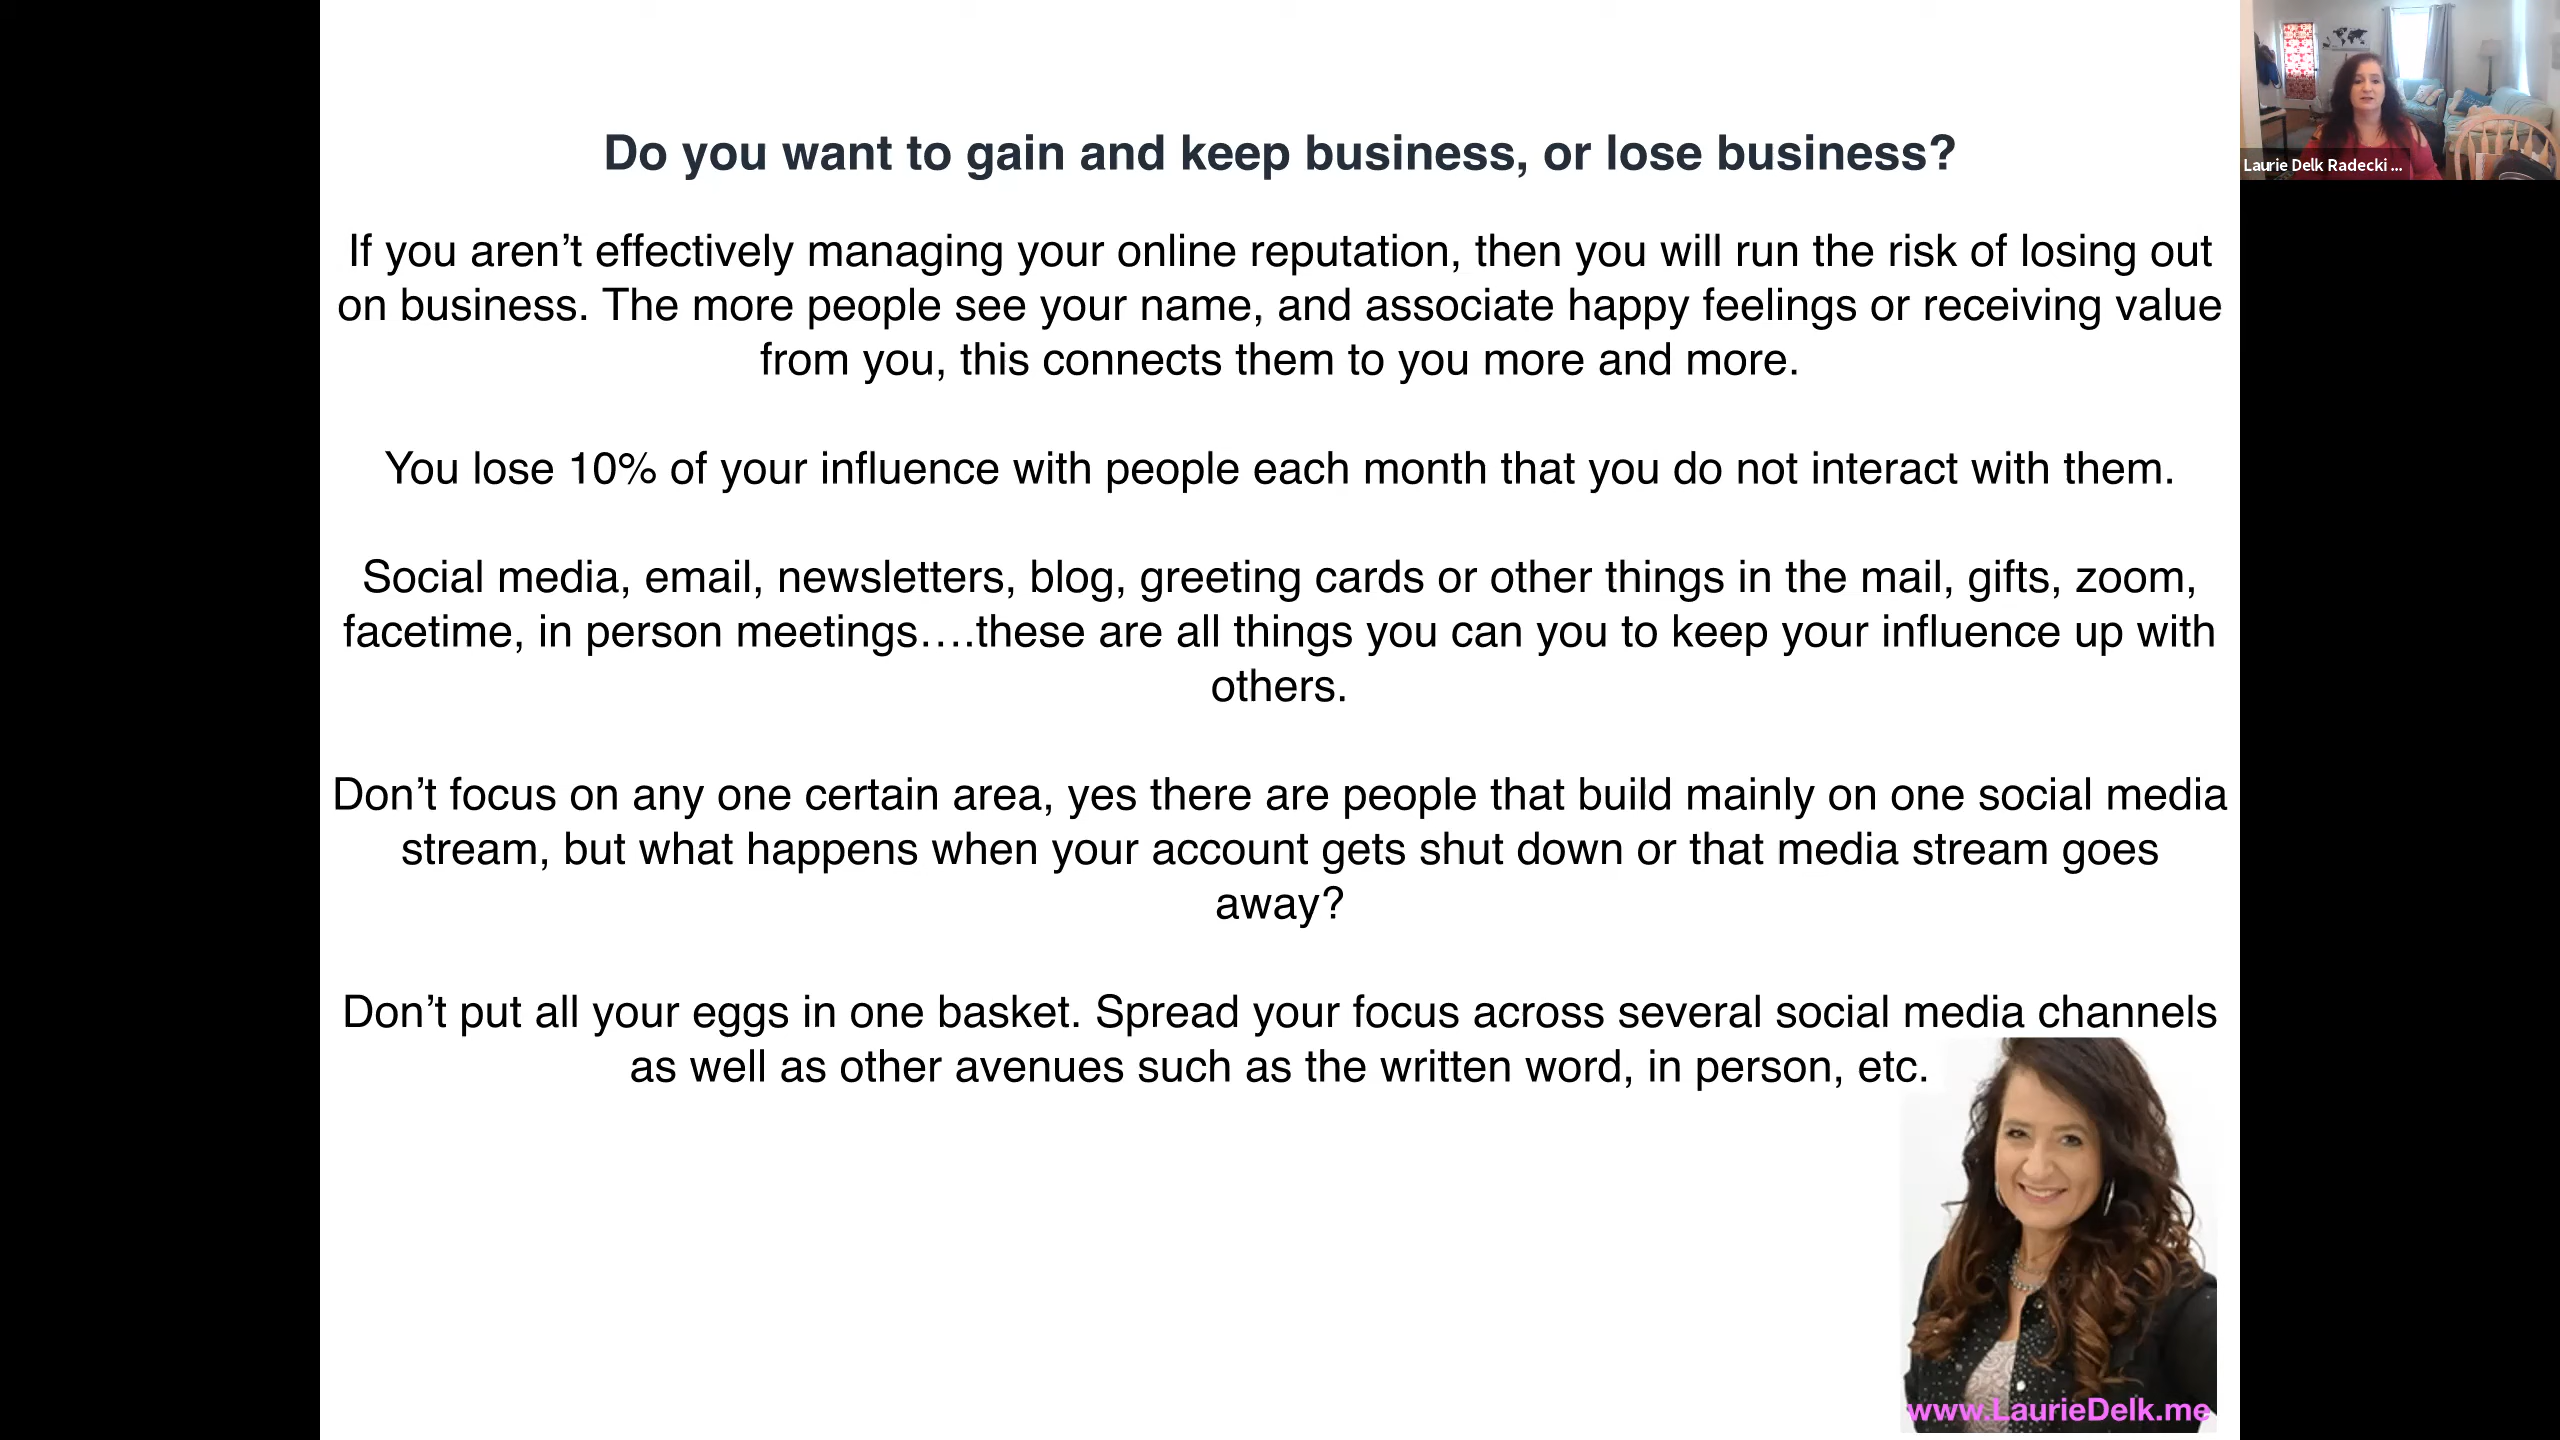 Do you want to gain and keep business, or lose business?
If you aren’t effectively managing your online reputation, then you will run the risk of losing out
on business. The more people see your name, and associate happy feelings or receiving value
from you, this connects them to you more and more.
You lose 10% of your influence with people each month that you do not interact with them.
Social media, email, newsletters, blog, greeting cards or other things in the mail, gifts, zoom,
facetime, in person meetings….these are all things you can you to keep your influence up with
others.
Don’t focus on any one certain area, yes there are people that build mainly on one social media
stream, but what happens when your account gets shut down or that media stream goes
away?
Don’t put all your eggs in one basket. Spread your focus across several social media channels
as well as other avenues such as the written word, in person, etc.
www.LaurieDelk.me
Laurie Delk Radecki ...